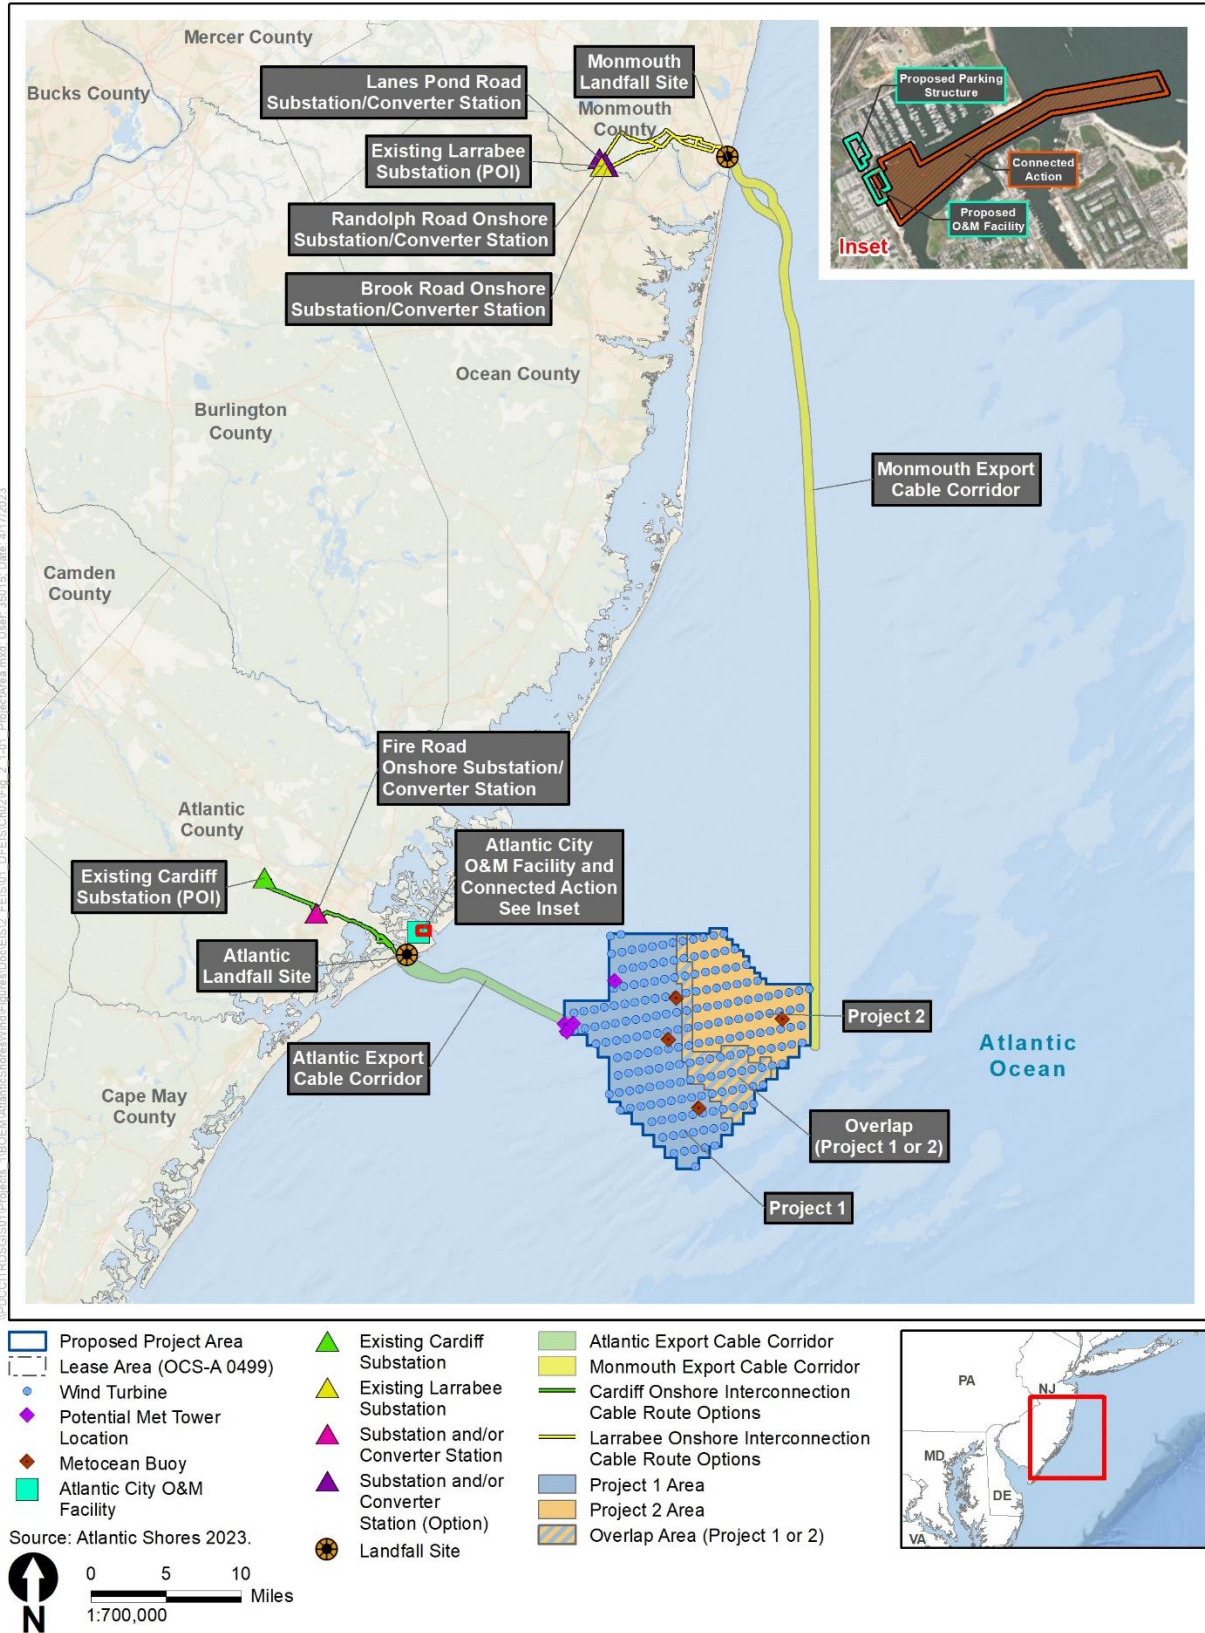 Mercer County
Bucks County
Lanes Pond Road
Substation/Converter Station
Monmouth
Landfall Site
Monmouth
County
Existing Larrabee
Substation (POI)
Randolph Road Onshore
Substation/Converter Station
Brook Road Onshore
Substation/Converter Station
Proposed Parking
Structure
Connected
Action
Proposed
O&M Facility
Inset
Ocean County
Burlington
County
Monmouth Export
Cable Corridor
Camden
County
Fire Road
Onshore Substation/
Converter Station
Atlantic
County
Atlantic City
O&M Facility and
Connected Action
See Inset
Existing Cardiff
Substation (POI)
Atlantic
Landfall Site
Project 2
Atlantic
Ocean
Atlantic Export
Cable Corridor
Cape May
County
Overlap
(Project 1 or 2)
Project 1
Proposed Project Area
Lease Area (OCS-A 0499)
Wind Turbine
Potential Met Tower
Location
Metocean Buoy
Atlantic City O&M
Facility
Existing Cardiff
Substation
Existing Larrabee
Substation
Substation and/or
Converter Station
Substation and/or
Converter
Station (Option)
Landfall Site
Atlantic Export Cable Corridor
Monmouth Export Cable Corridor
Cardiff Onshore Interconnection
Cable Route Options
Larrabee Onshore Interconnection
Cable Route Options
Project 1 Area
Project 2 Area
Overlap Area (Project 1 or 2)
PA
NJ
MD
DE
VA
Source: Atlantic Shores 2023.
N
0 5 10
Miles
1:700,000